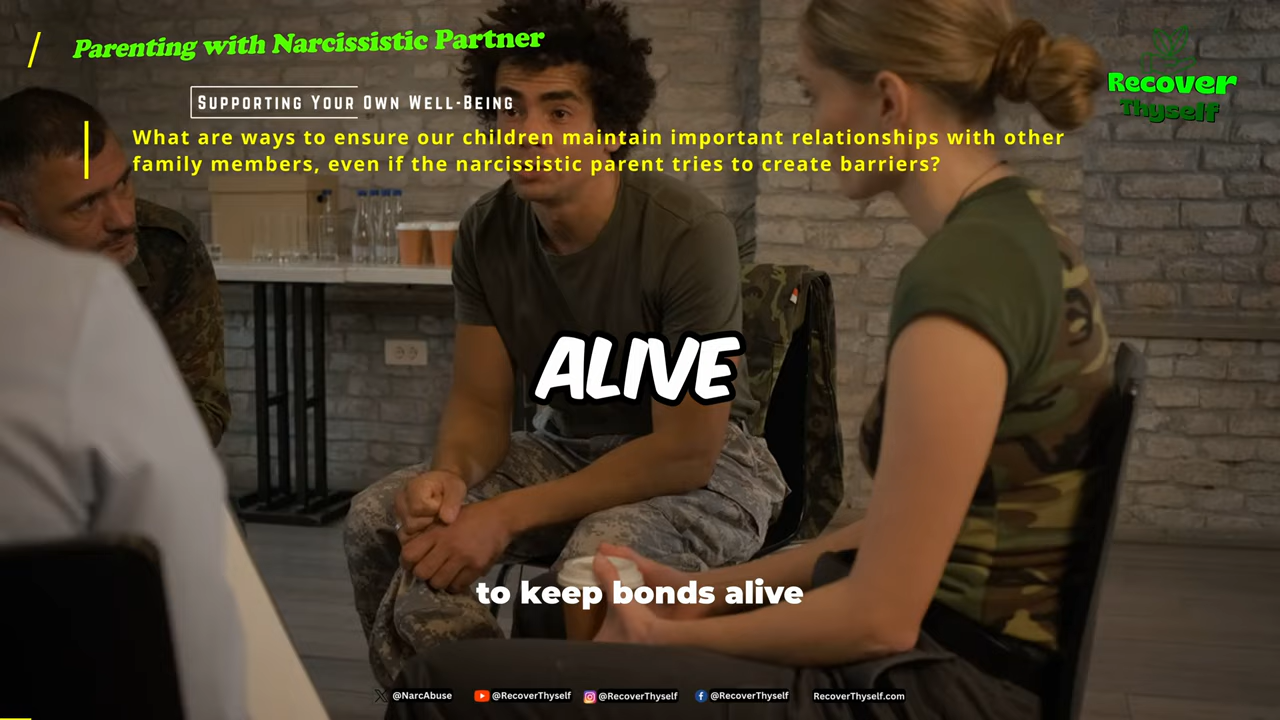 Parenting with Narcissistic Partner
Recover
Thyself
Supporting Your Own Well-Being
What are ways to ensure our children maintain important relationships with other
family members, even if the narcissistic parent tries to create barriers?
ALIVE
to keep bonds alive
@NarcAbuse @RecoverThyself @RecoverThyself @RecoverThyself RecoverThyself.com